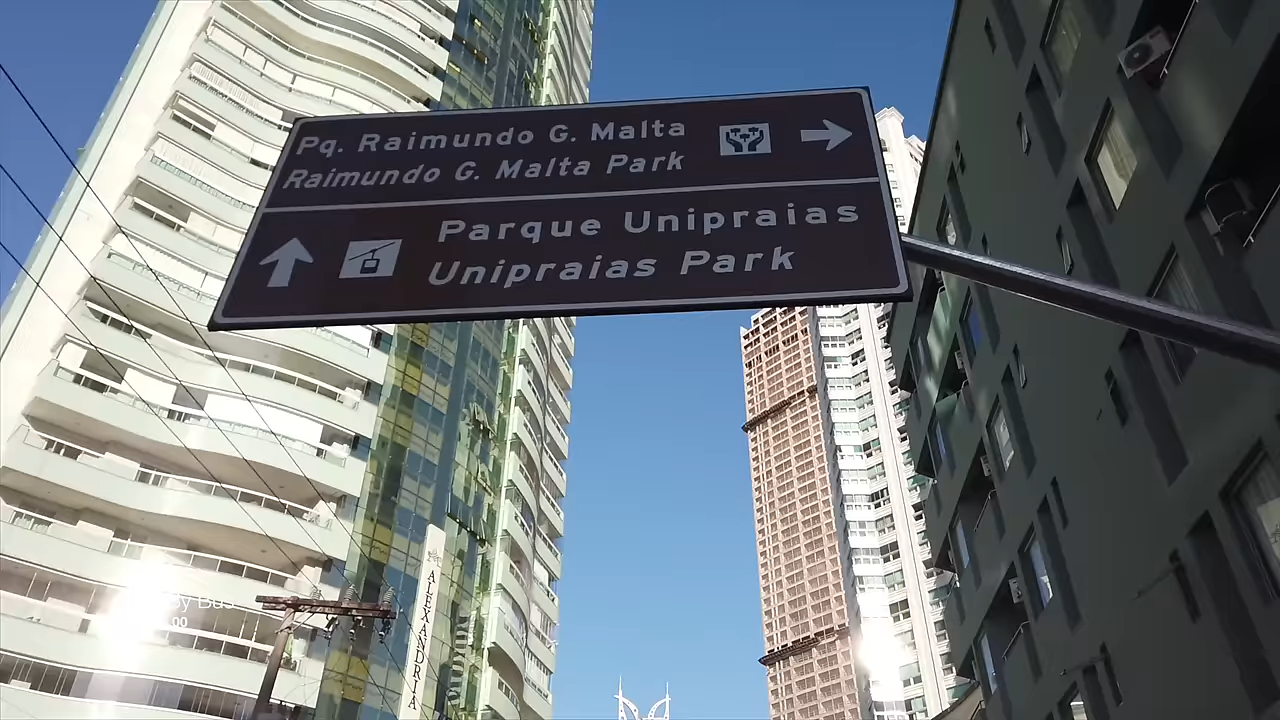 Pq. Raimundo G. Malta
Raimundo G. Malta Park
Parque Unipraias
Unipraias Park
ALEXANDRIA